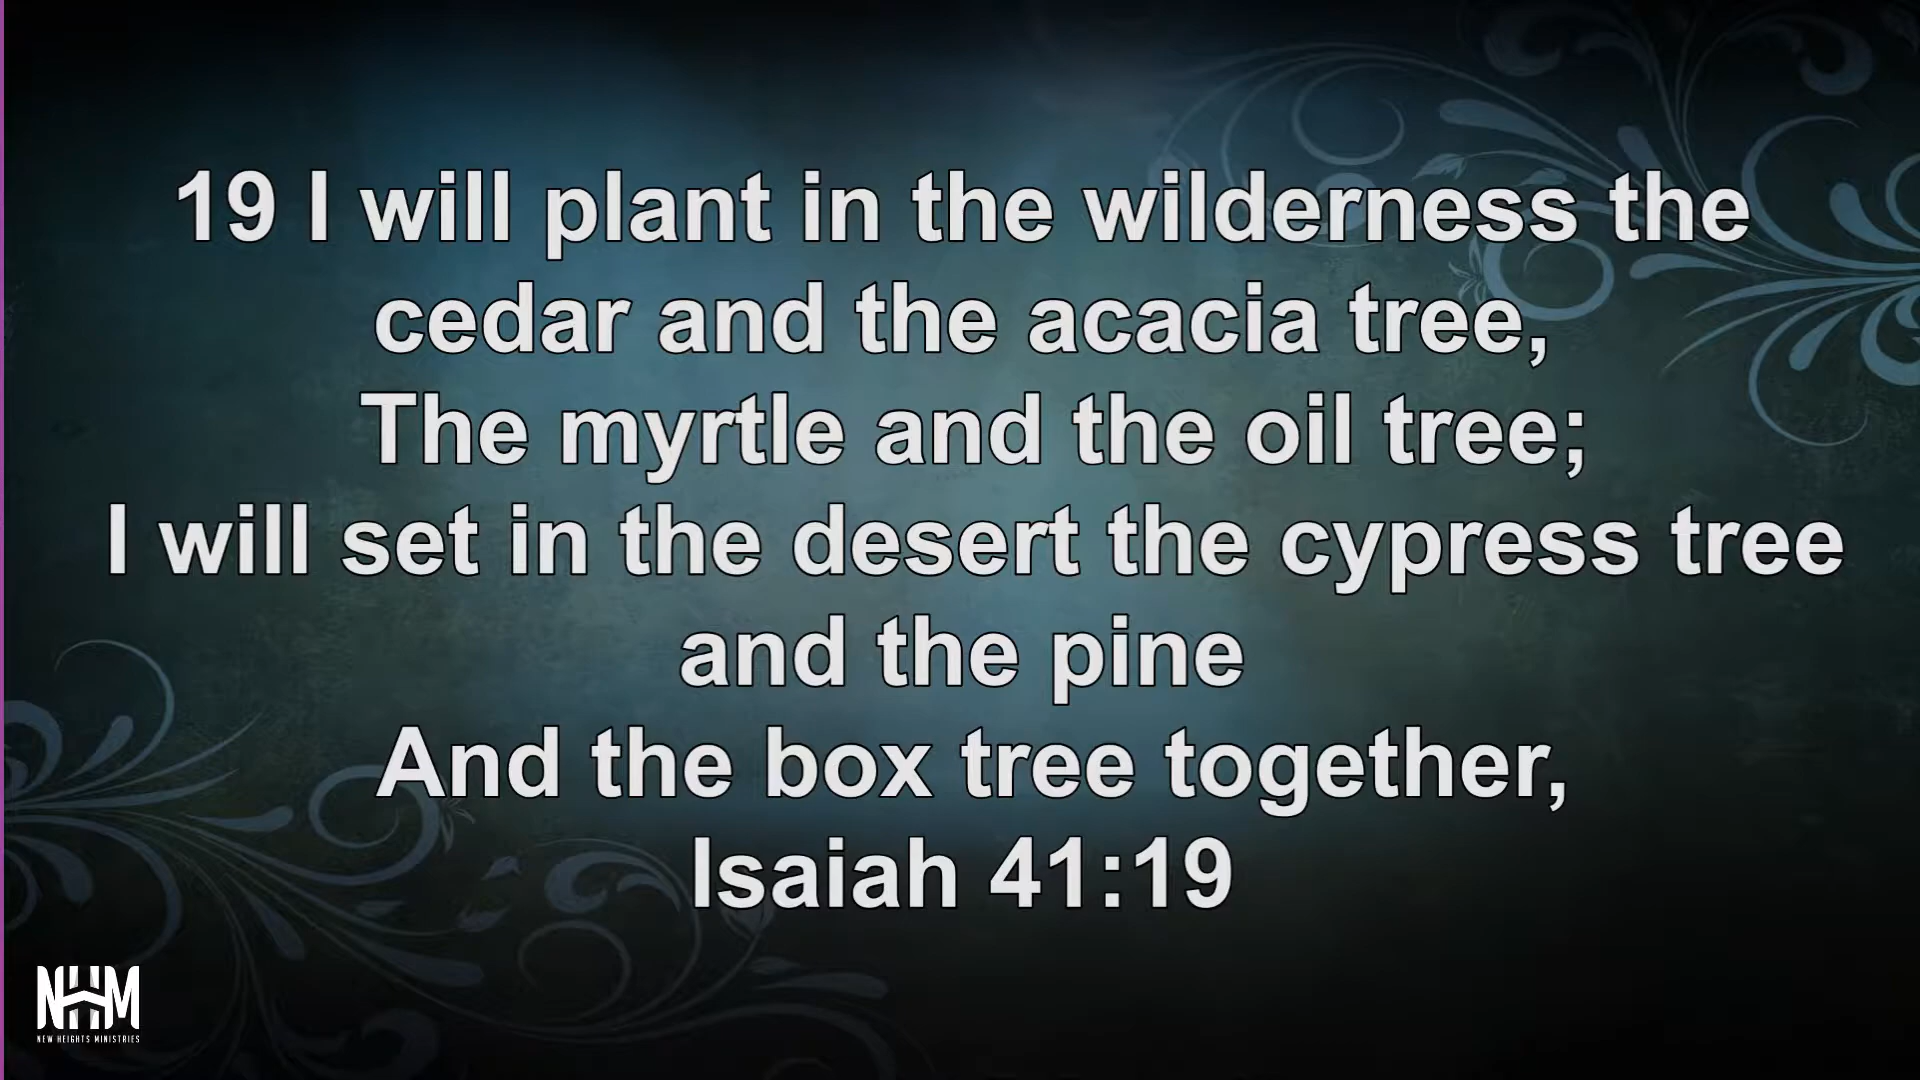 19 I will plant in the wilderness the
cedar and the acacia tree,
The myrtle and the oil tree;
I will set in the desert the cypress tree
and the pine
And the box tree together,
Isaiah 41:19
NHM
NEW HEIGHTS MINISTRIES